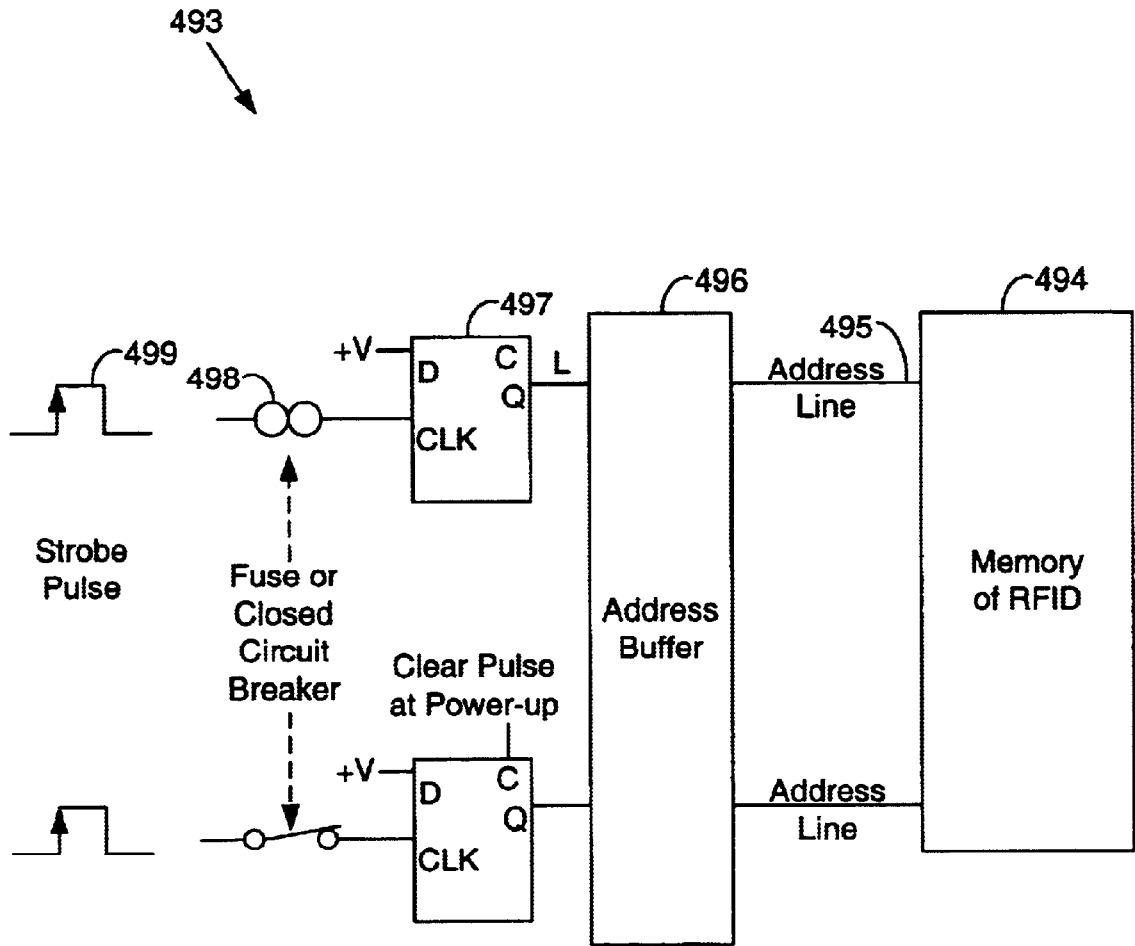 493
496
494
497
495
499
+V
D
C
Q
L
Address
Line
498
CLK
Strobe
Pulse
Fuse or
Closed
Circuit
Breaker
Address
Buffer
Memory
of RFID
Clear Pulse
at Power-up
+V
D
C
Q
Address
Line
CLK